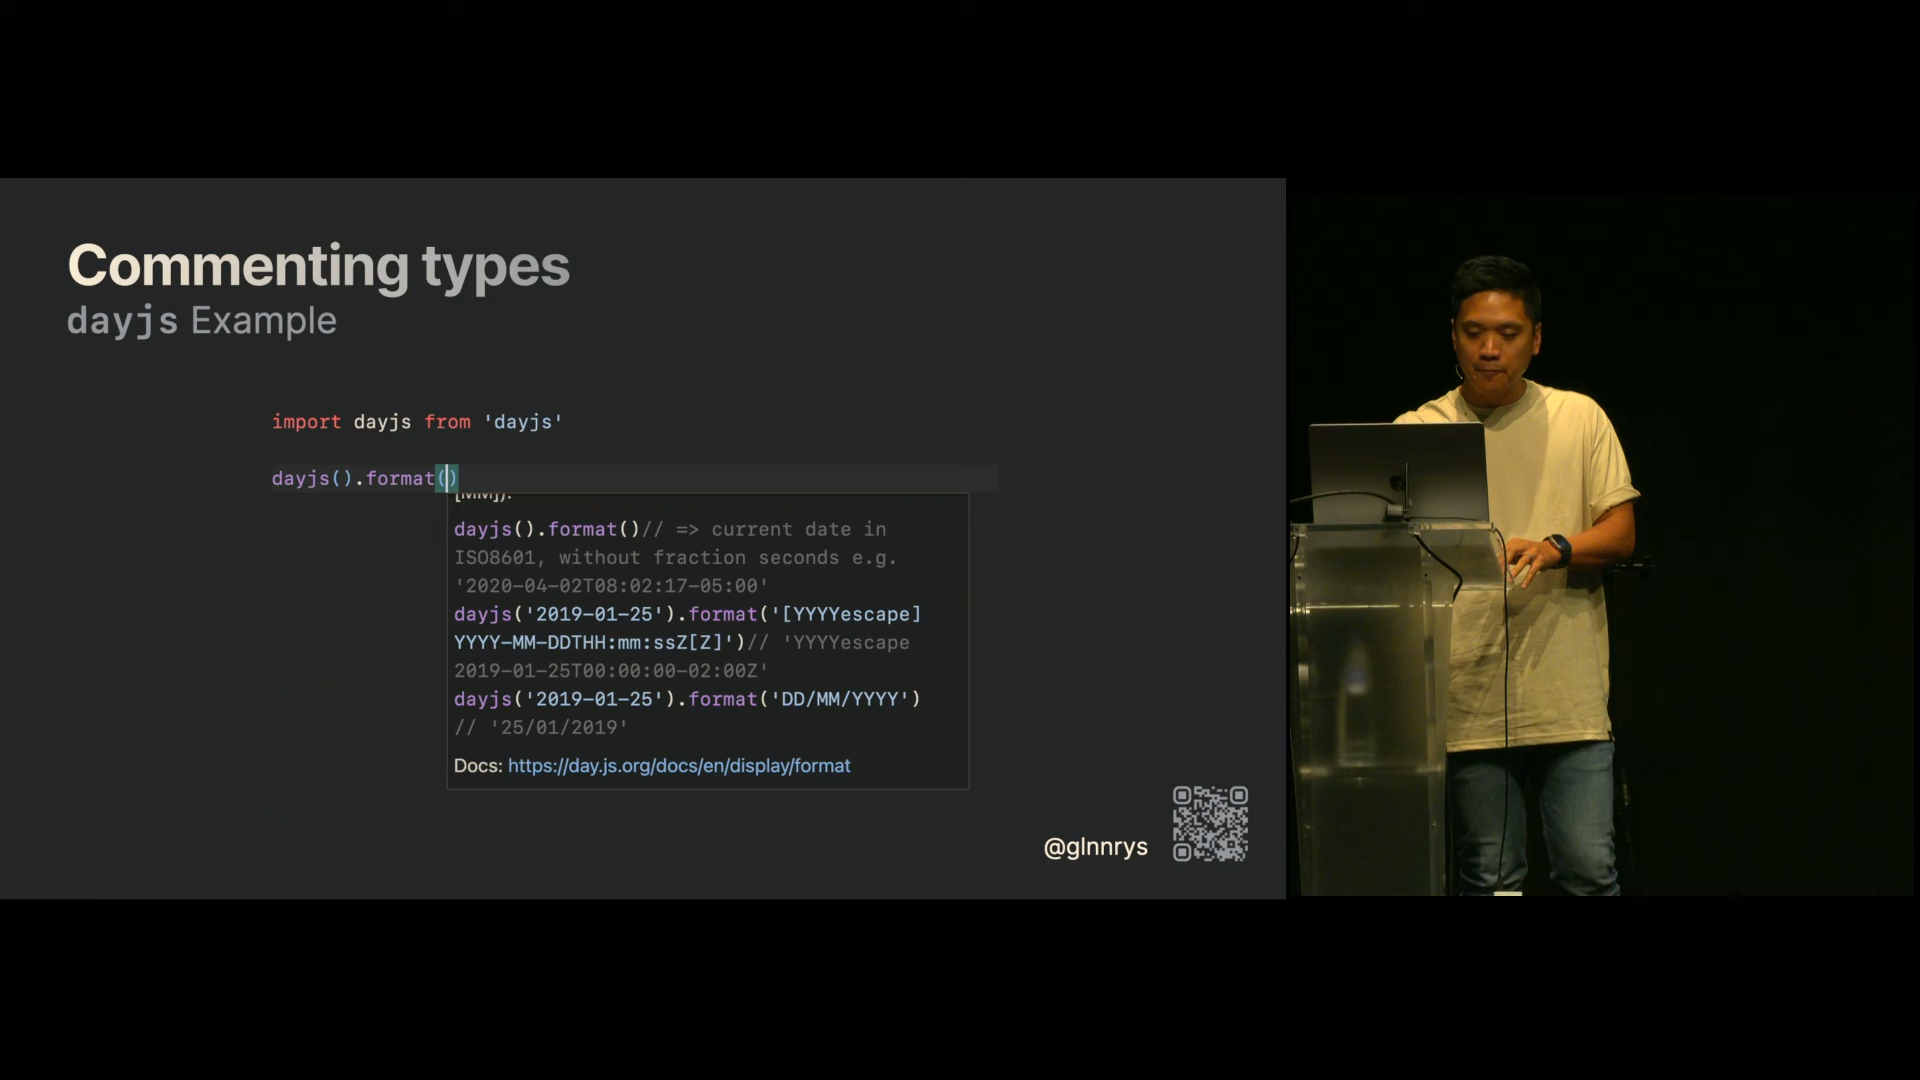 Commenting types
dayjs Example
import dayjs from 'dayjs'
dayjs().format()
[MM]).
dayjs().format()// => current date in
ISO8601, without fraction seconds e.g.
'2020-04-02T08:02:17-05:00'
dayjs('2019-01-25').format('[YYYYescape]
YYYY-MM-DDTHH:mm:ssZ[Z]')// 'YYYYescape
2019-01-25T00:00:00-02:00Z'
dayjs('2019-01-25').format('DD/MM/YYYY')
// '25/01/2019'
Docs: https://day.js.org/docs/en/display/format
@glnnrys